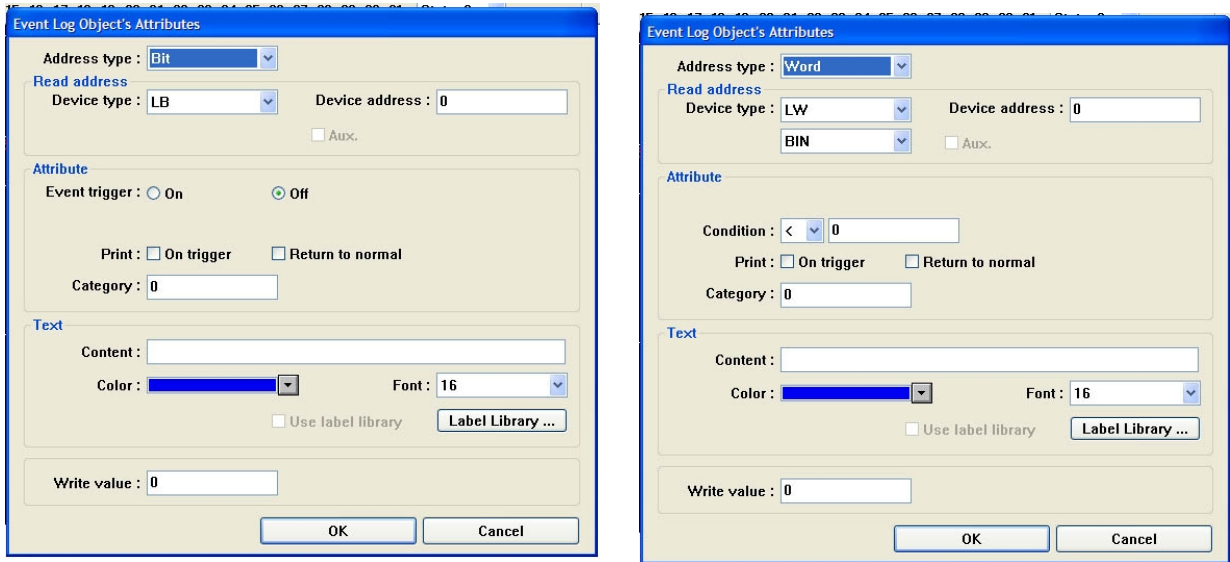 Event Log Object's Attributes
Address type : Bit
Read address
Device type : LB
Device address : 0
Aux.
Attribute
Event trigger : On Off
Print : On trigger Return to normal
Category : 0
Text
Content :
Color :
Font : 16
Use label library
Label Library ...
Write value : 0
OK Cancel
Event Log Object's Attributes
Address type : Word
Read address
Device type : LW
Device address : 0
BIN
Aux.
Attribute
Condition : < 0
Print : On trigger Return to normal
Category : 0
Text
Content :
Color :
Font : 16
Use label library
Label Library ...
Write value : 0
OK Cancel